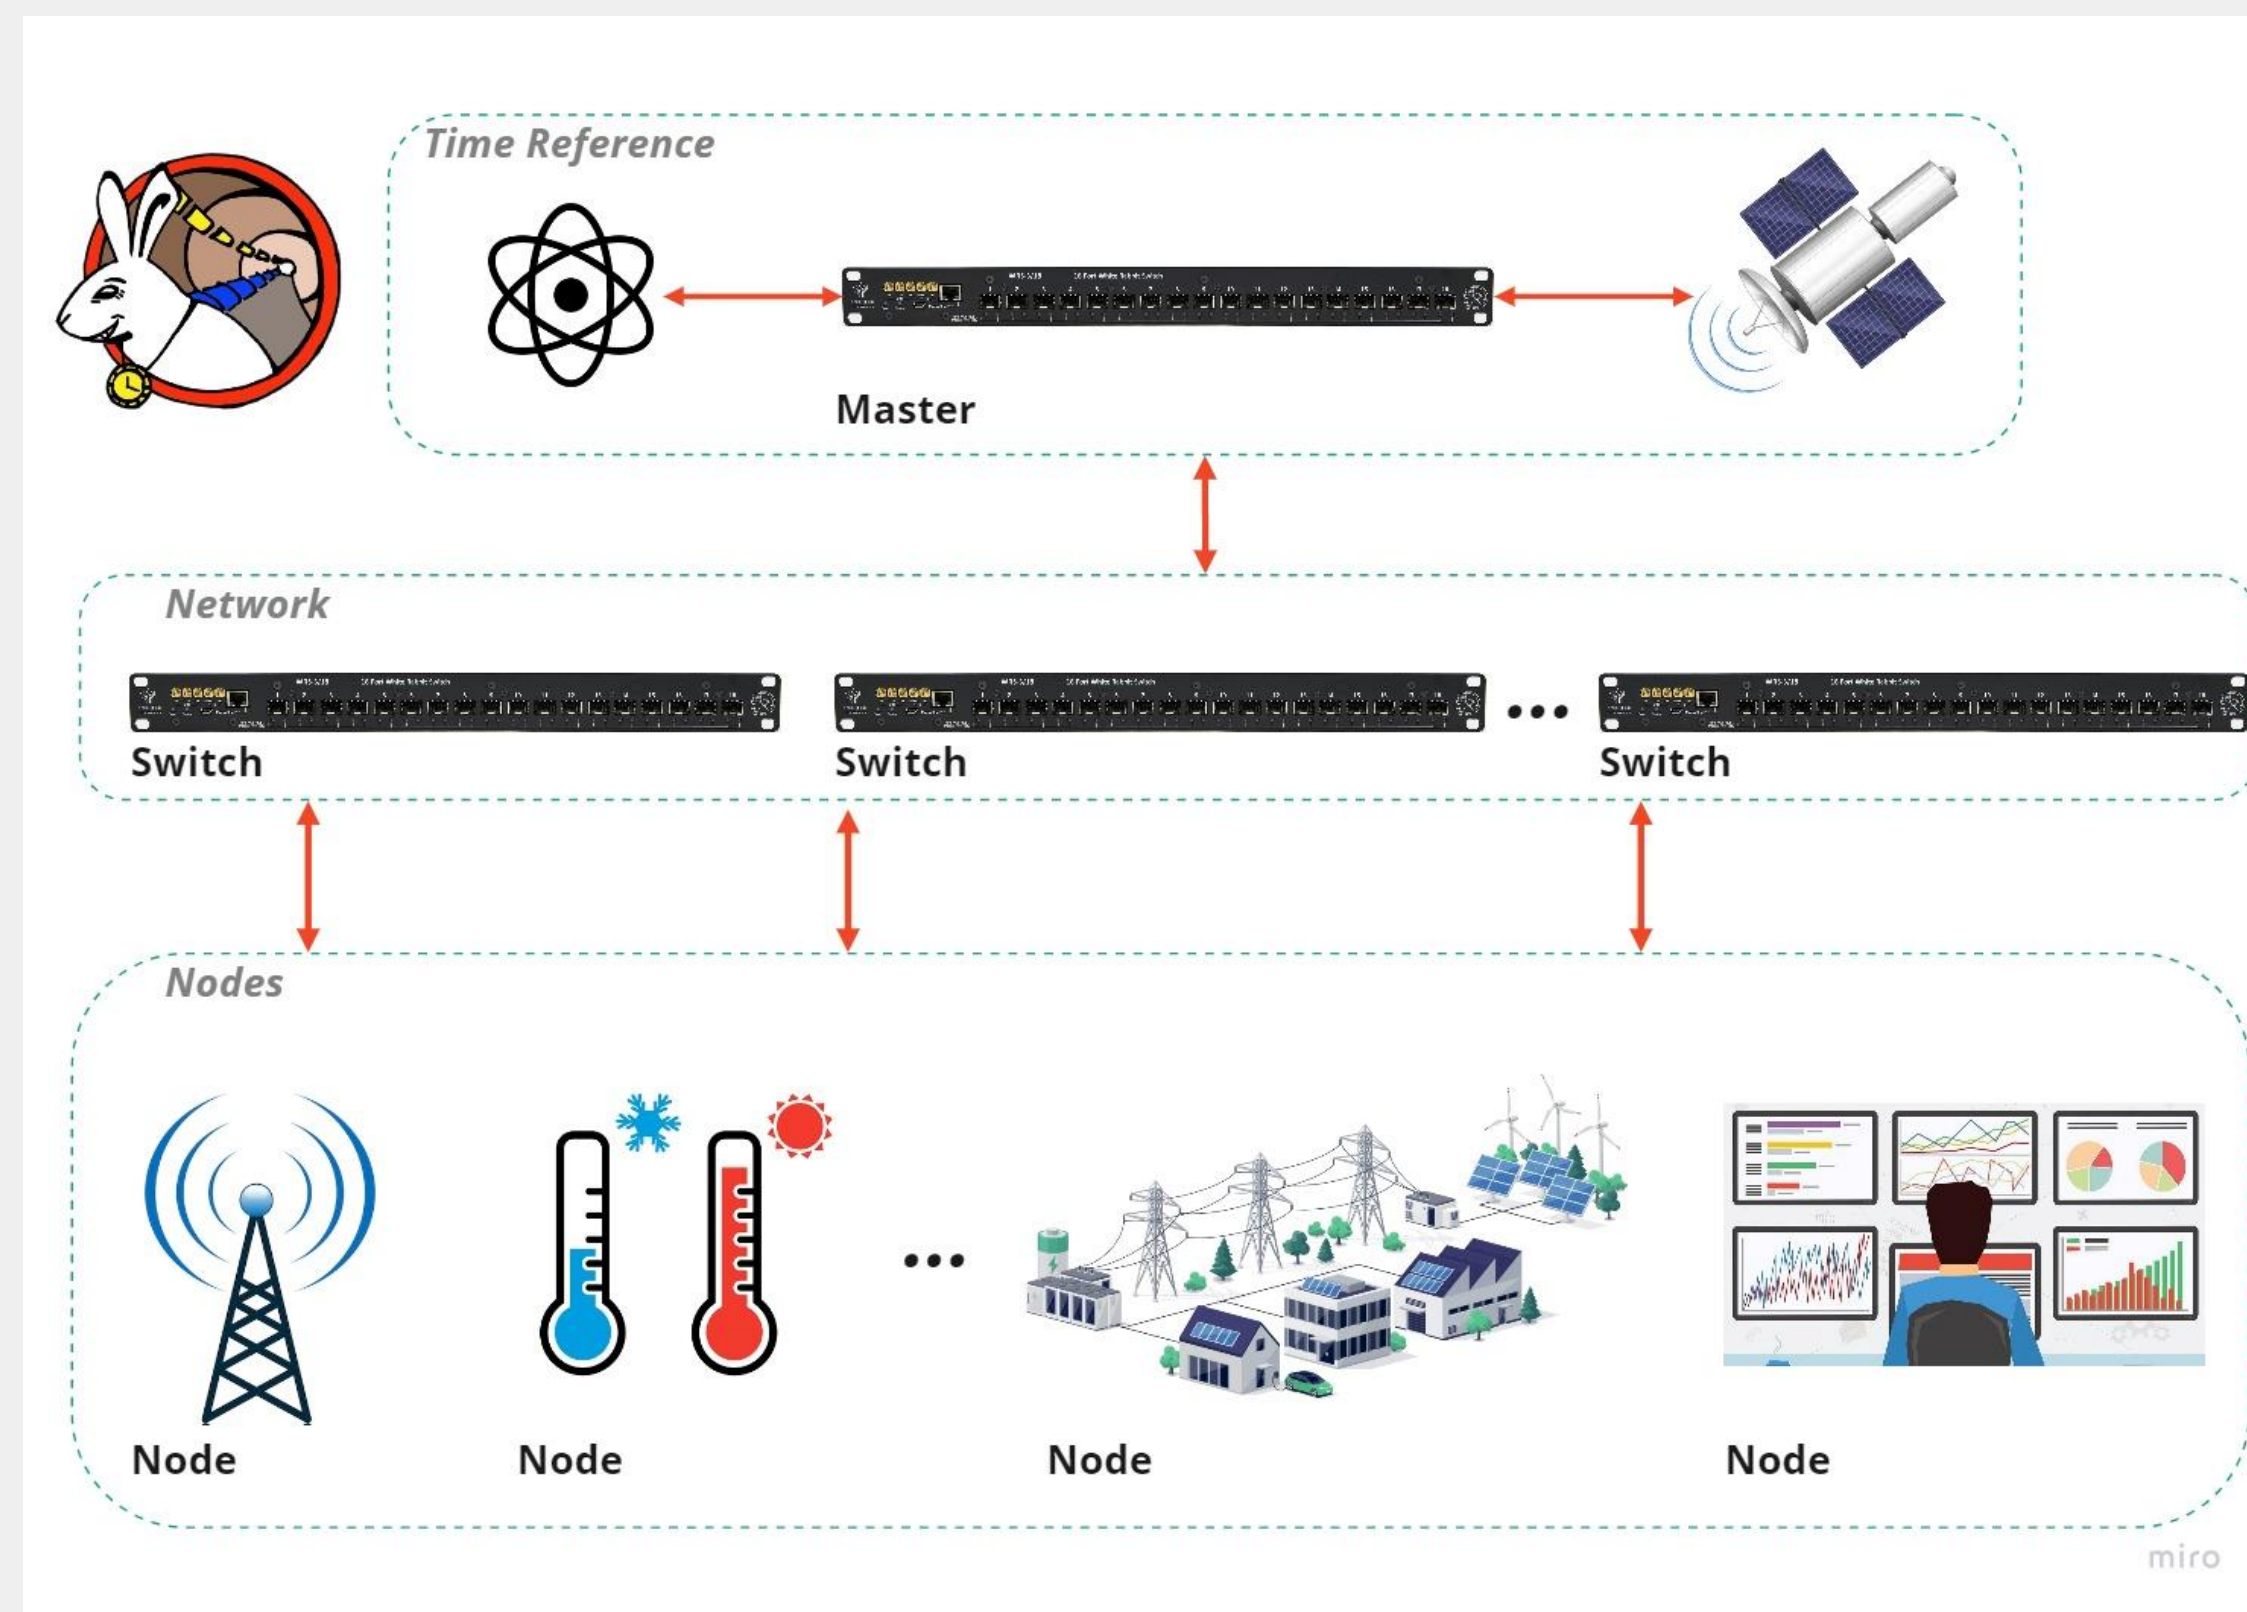 Time Reference
Master
Network
Switch
Switch
Switch
Nodes
Node
Node
Node
Node
miro